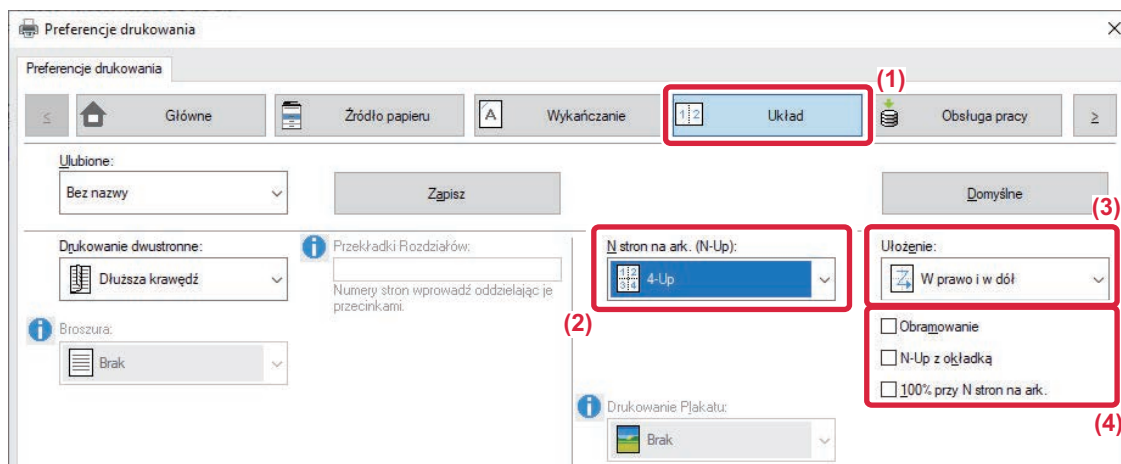 Preferencje drukowania
Preferencje drukowania
(1)
≤ Główne Źródło papieru Wykańczanie Układ Obsługa pracy ≥
Ulubione:
Bez nazwy Zapisz Domyślne
(3)
Drukowanie dwustronne: Przekładki Rozdziałów: N stron na ark. (N-Up): Ułożenie:
Dłuższa krawędź 4-Up W prawo i w dół
Numery stron wprowadź oddzielając je
przecinkami.
(2)
Broszura: Obramowanie
Brak N-Up z okładką
100% przy N stron na ark.
(4)
Drukowanie Plakatu:
Brak